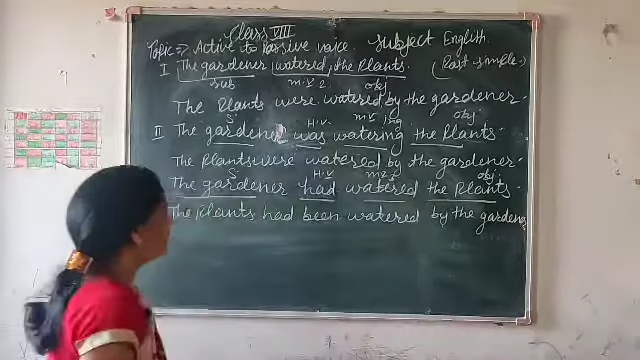 Class VIII
Topic => Active to Passive voice. Subject English.
I The gardener watered the Plants. (Past simple.)
sub m.v 2 obj
The Plants were watered by the gardener.
S. H.v. m.v ing obj.
II The gardener was watering the Plants.
The Plants were watered by the gardener.
S. H.v obj.
The gardener had watered the Plants.
The Plants had been watered by the gardener